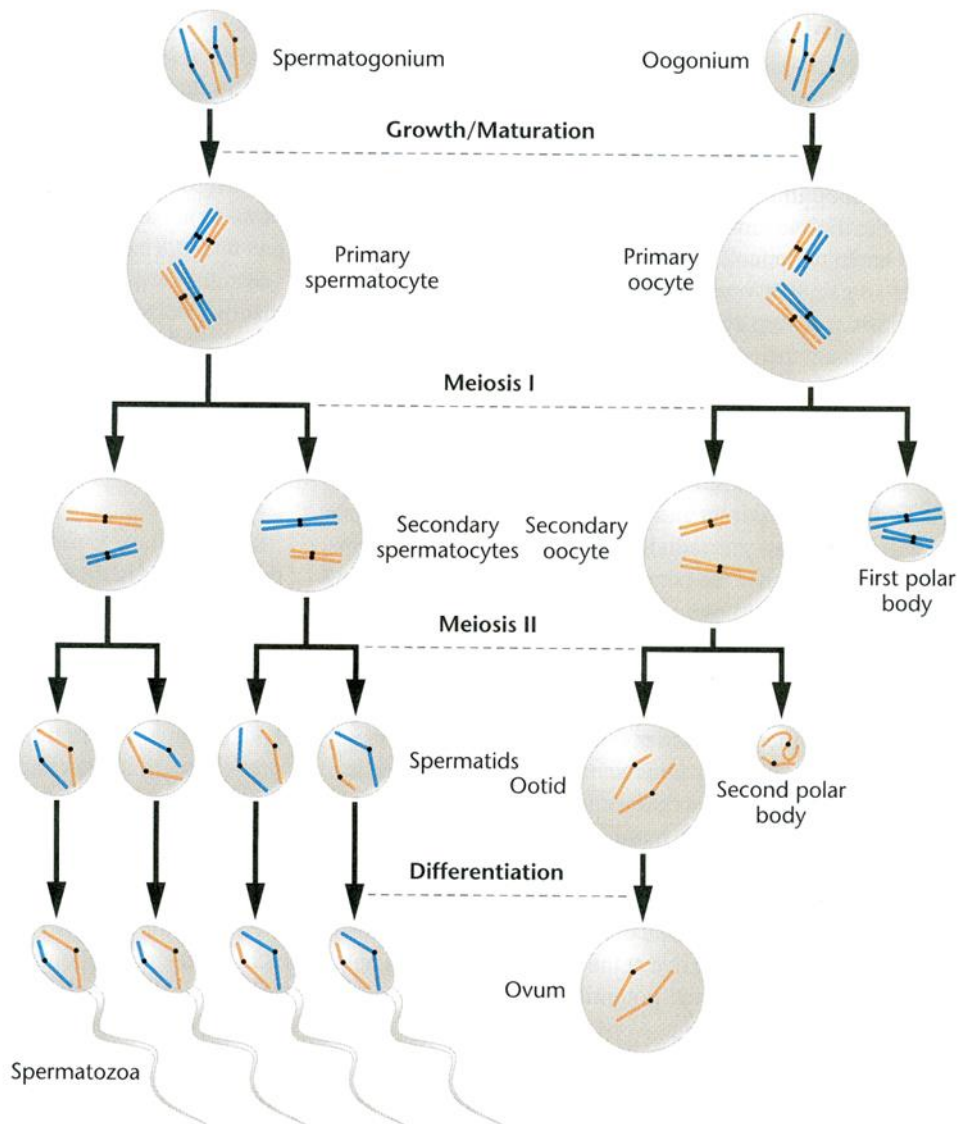 Spermatogonium
Oogonium
Growth/Maturation
Primary
spermatocyte
Primary
oocyte
Meiosis I
Secondary
spermatocytes
Secondary
oocyte
First polar
body
Meiosis II
Spermatids
Ootid
Second polar
body
Differentiation
Ovum
Spermatozoa